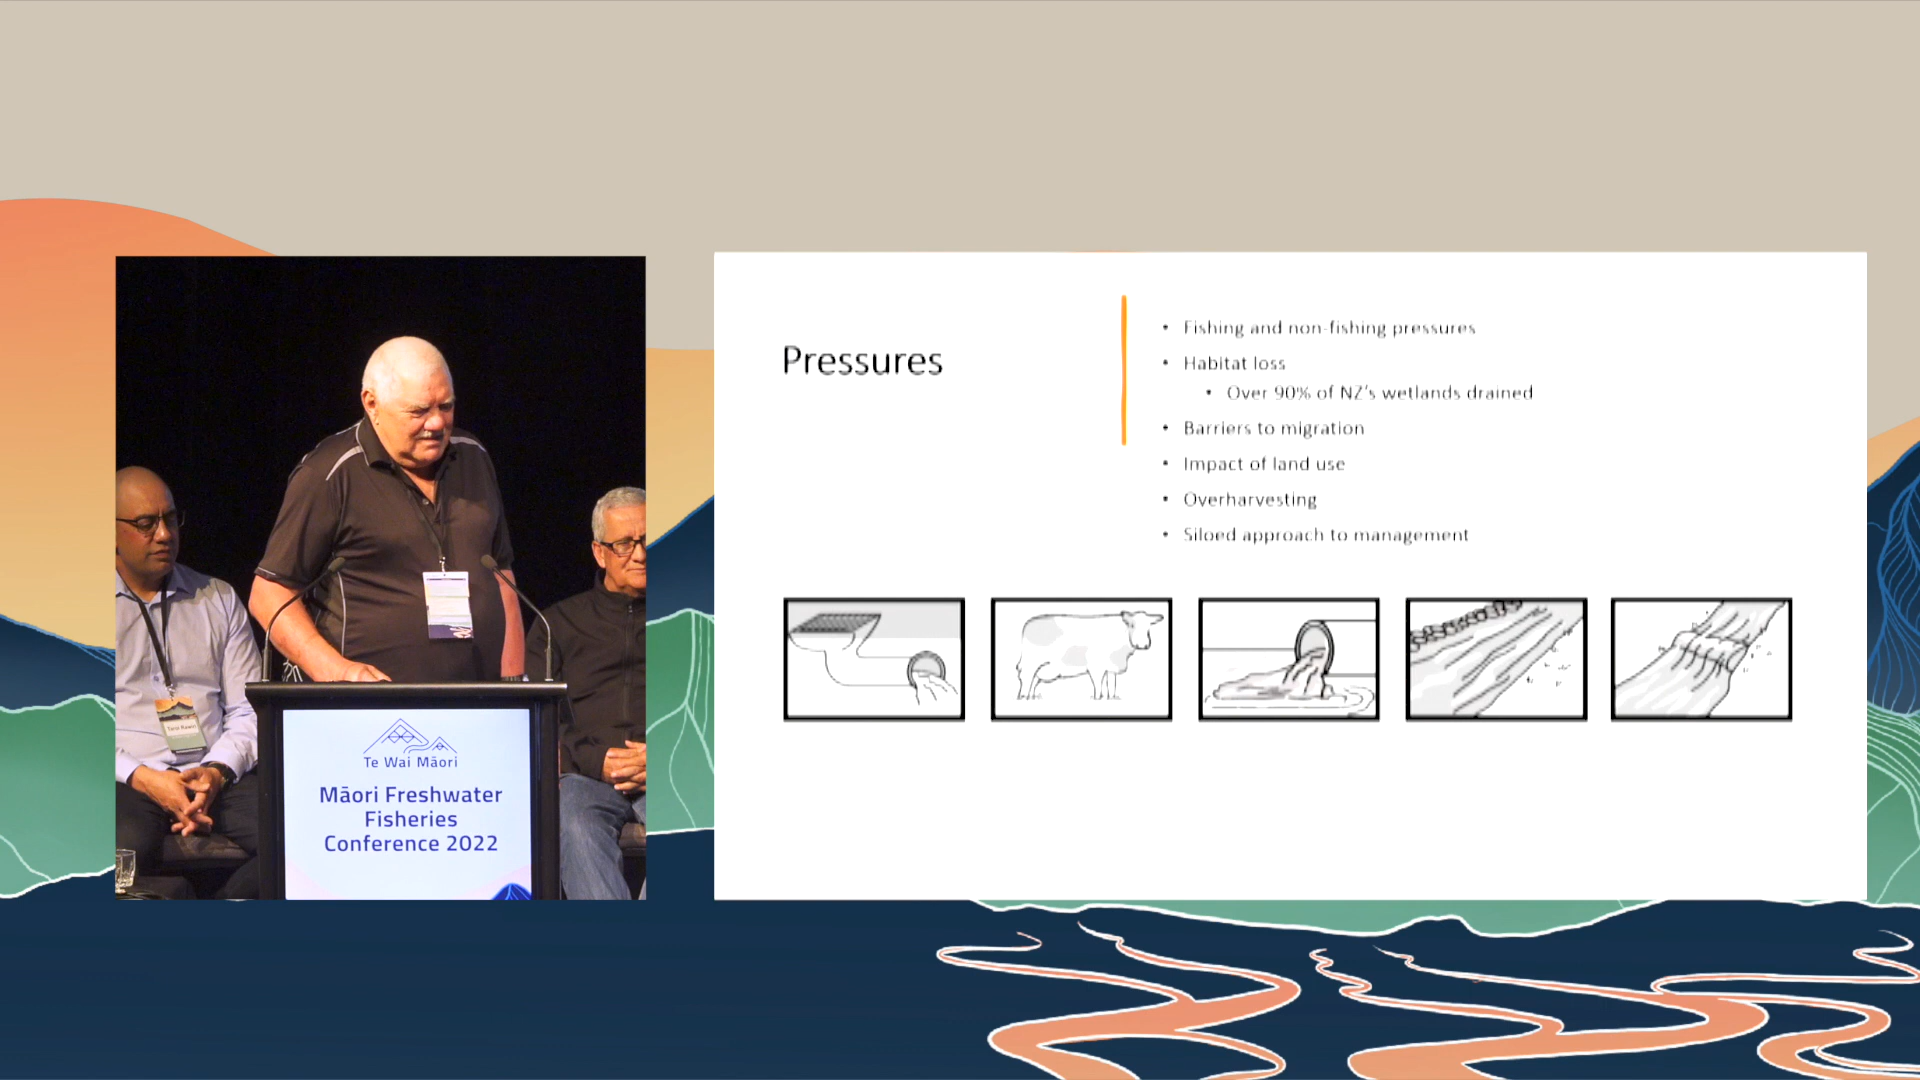 Te Wai Māori
Māori Freshwater
Fisheries
Conference 2022
Pressures
• Fishing and non-fishing pressures
• Habitat loss
• Over 90% of NZ's wetlands drained
• Barriers to migration
• Impact of land use
• Overharvesting
• Siloed approach to management